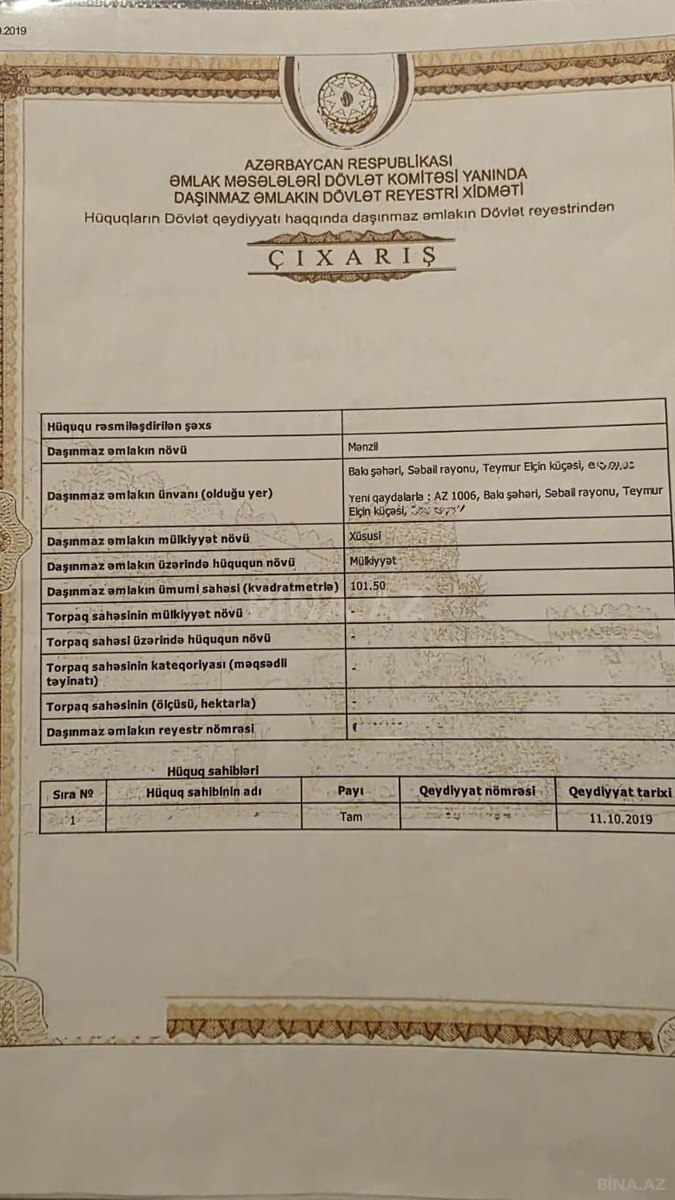 .2019
AZƏRBAYCAN RESPUBLİKASI
ƏMLAK MƏSƏLƏLƏRİ DÖVLƏT KOMİTƏSİ YANINDA
DAŞINMAZ ƏMLAKIN DÖVLƏT REYESTRİ XİDMƏTİ
Hüquqların Dövlət qeydiyyatı haqqında daşınmaz əmlakın Dövlət reyestrindən
ÇIXARIŞ
Hüququ rəsmiləşdirilən şəxs
Daşınmaz əmlakın növü Mənzil
Daşınmaz əmlakın ünvanı (olduğu yer) Bakı şəhəri, Səbail rayonu, Teymur Elçin küçəsi,
Yeni qaydalarla : AZ 1006, Bakı şəhəri, Səbail rayonu, Teymur
Elçin küçəsi,
Daşınmaz əmlakın mülkiyyət növü Xüsusi
Daşınmaz əmlakın üzərində hüququn növü Mülkiyyət
Daşınmaz əmlakın ümumi sahəsi (kvadratmetrlə) 101.50
Torpaq sahəsinin mülkiyyət növü -
Torpaq sahəsi üzərində hüququn növü -
Torpaq sahəsinin kateqoriyası (məqsədli -
təyinatı)
Torpaq sahəsinin (ölçüsü, hektarla) -
Daşınmaz əmlakın reyestr nömrəsi
Hüquq sahibləri
Sıra Nº Hüquq sahibinin adı Payı Qeydiyyat nömrəsi Qeydiyyat tarixi
1 Tam 11.10.2019
BİNA.AZ